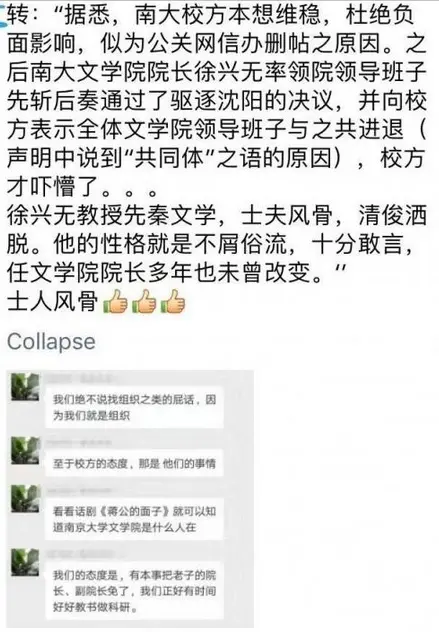 转：“据悉，南大校方本想维稳，杜绝负
面影响，似为公关网信办删帖之原因。之
后南大文学院院长徐兴无率领院领导班子
先斩后奏通过了驱逐沈阳的决议，并向校
方表示全体文学院领导班子与之共进退（
声明中说到“共同体”之语的原因），校方
才吓懵了。。。
徐兴无教授先秦文学，士夫风骨，清俊洒
脱。他的性格就是不屑俗流，十分敢言，
任文学院院长多年也未曾改变。‘’
士人风骨👍👍👍
Collapse
我们绝不说找组织之类的屁话，因
为我们就是组织
至于校方的态度，那是 他们的事情
看看话剧《蒋公的面子》就可以知
道南京大学文学院是什么人在
我们的态度是，有本事把老子的院
长、副院长免了，我们正好有时间
好好教书做科研。